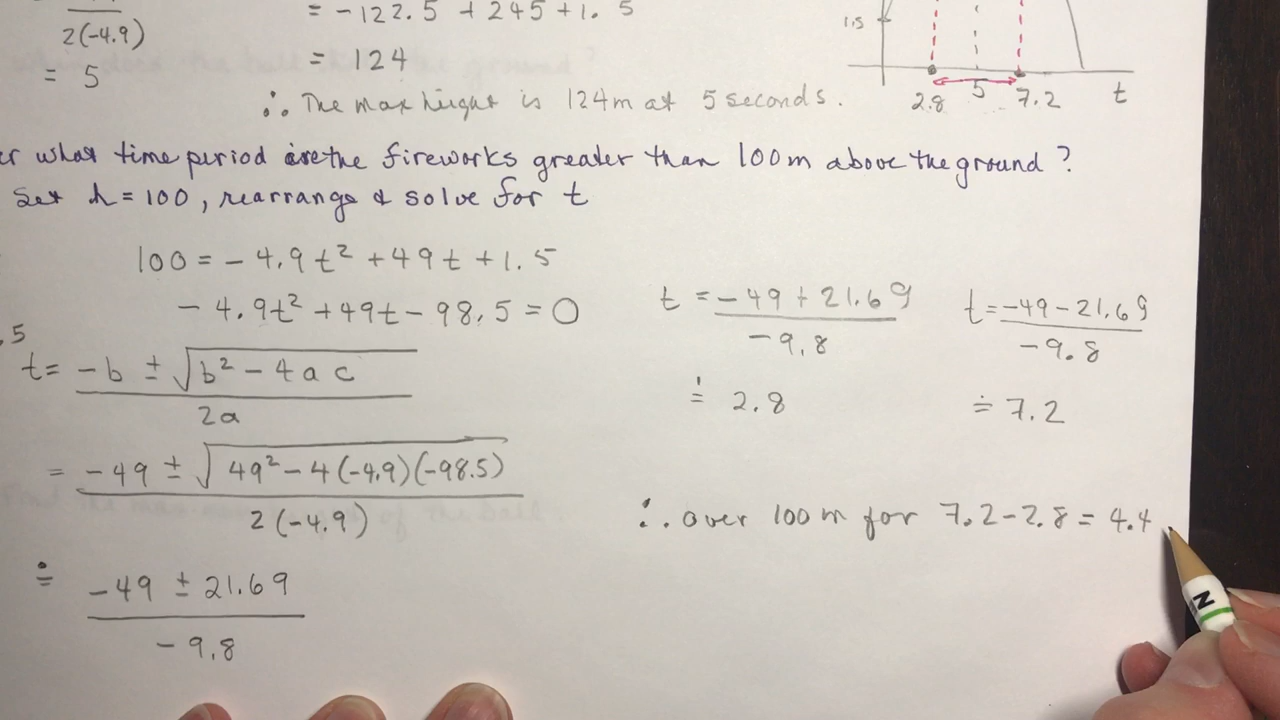 2(-4.9)
= 5
= -122.5 + 245 + 1.5
= 124
∴ The max height is 124m at 5 seconds.
1.5
2.8 5 7.2 t
what time period are the fireworks greater than 100m above the ground?
Set h = 100, rearrange & solve for t
100 = -4.9t² + 49t + 1.5
-4.9t² + 49t - 98.5 = 0
.5
t = -b ± √(b² - 4ac)
2a
= -49 ± √(49² - 4(-4.9)(-98.5))
2(-4.9)
≐ -49 ± 21.69
-9.8
t = -49 + 21.69
-9.8
≐ 2.8
t = -49 - 21.69
-9.8
≐ 7.2
∴ over 100m for 7.2 - 2.8 = 4.4
N